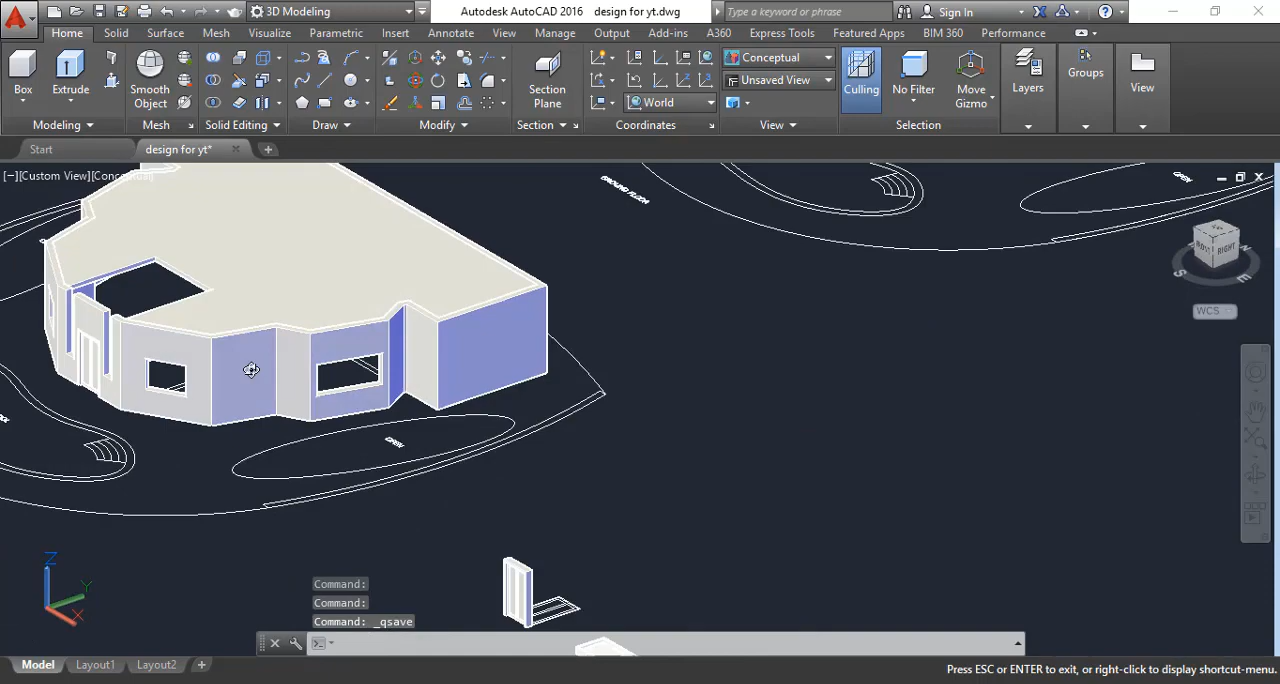 3D Modeling
Autodesk AutoCAD 2016 design for yt.dwg
Type a keyword or phrase
Sign In
Home Solid Surface Mesh Visualize Parametric Insert Annotate View Manage Output Add-ins A360 Express Tools Featured Apps BIM 360 Performance
Box
Extrude
Smooth
Object
Section
Plane
Conceptual
Unsaved View
World
Culling
No Filter
Move
Gizmo
Layers
Groups
View
Modeling
Mesh
Solid Editing
Draw
Modify
Section
Coordinates
View
Selection
Start
design for yt*
[−][Custom View][Conceptual]
GROUND FLOOR
OPEN
RIGHT
S
E
WCS
OPEN
Z
Y
X
Command:
Command:
Command: _qsave
Model
Layout1
Layout2
Press ESC or ENTER to exit, or right-click to display shortcut-menu.